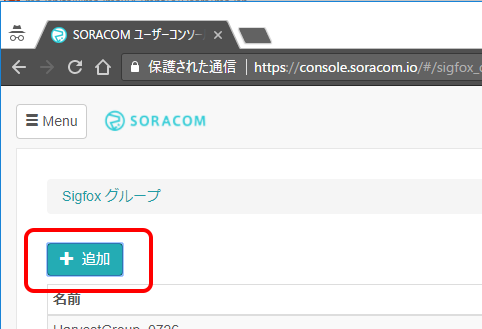 SORACOM ユーザーコンソー
保護された通信 https://console.soracom.io/#/sigfox_
Menu SORACOM
Sigfox グループ
+ 追加
名前
HarvestGroup_0726